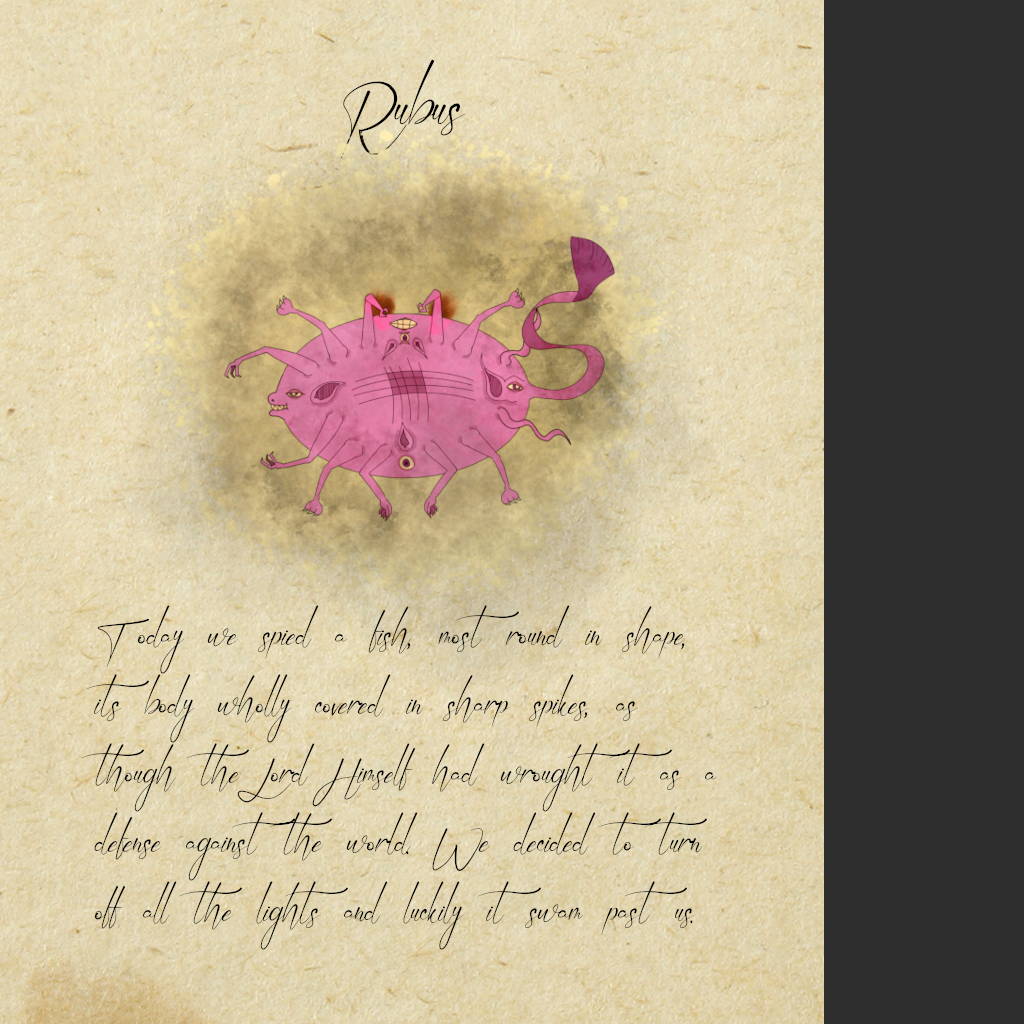 Rubus
Today we spied a fish, most round in shape,
its body wholly covered in sharp spikes, as
though the Lord Himself had wrought it as a
defense against the world. We decided to turn
off all the lights and luckily it swam past us.